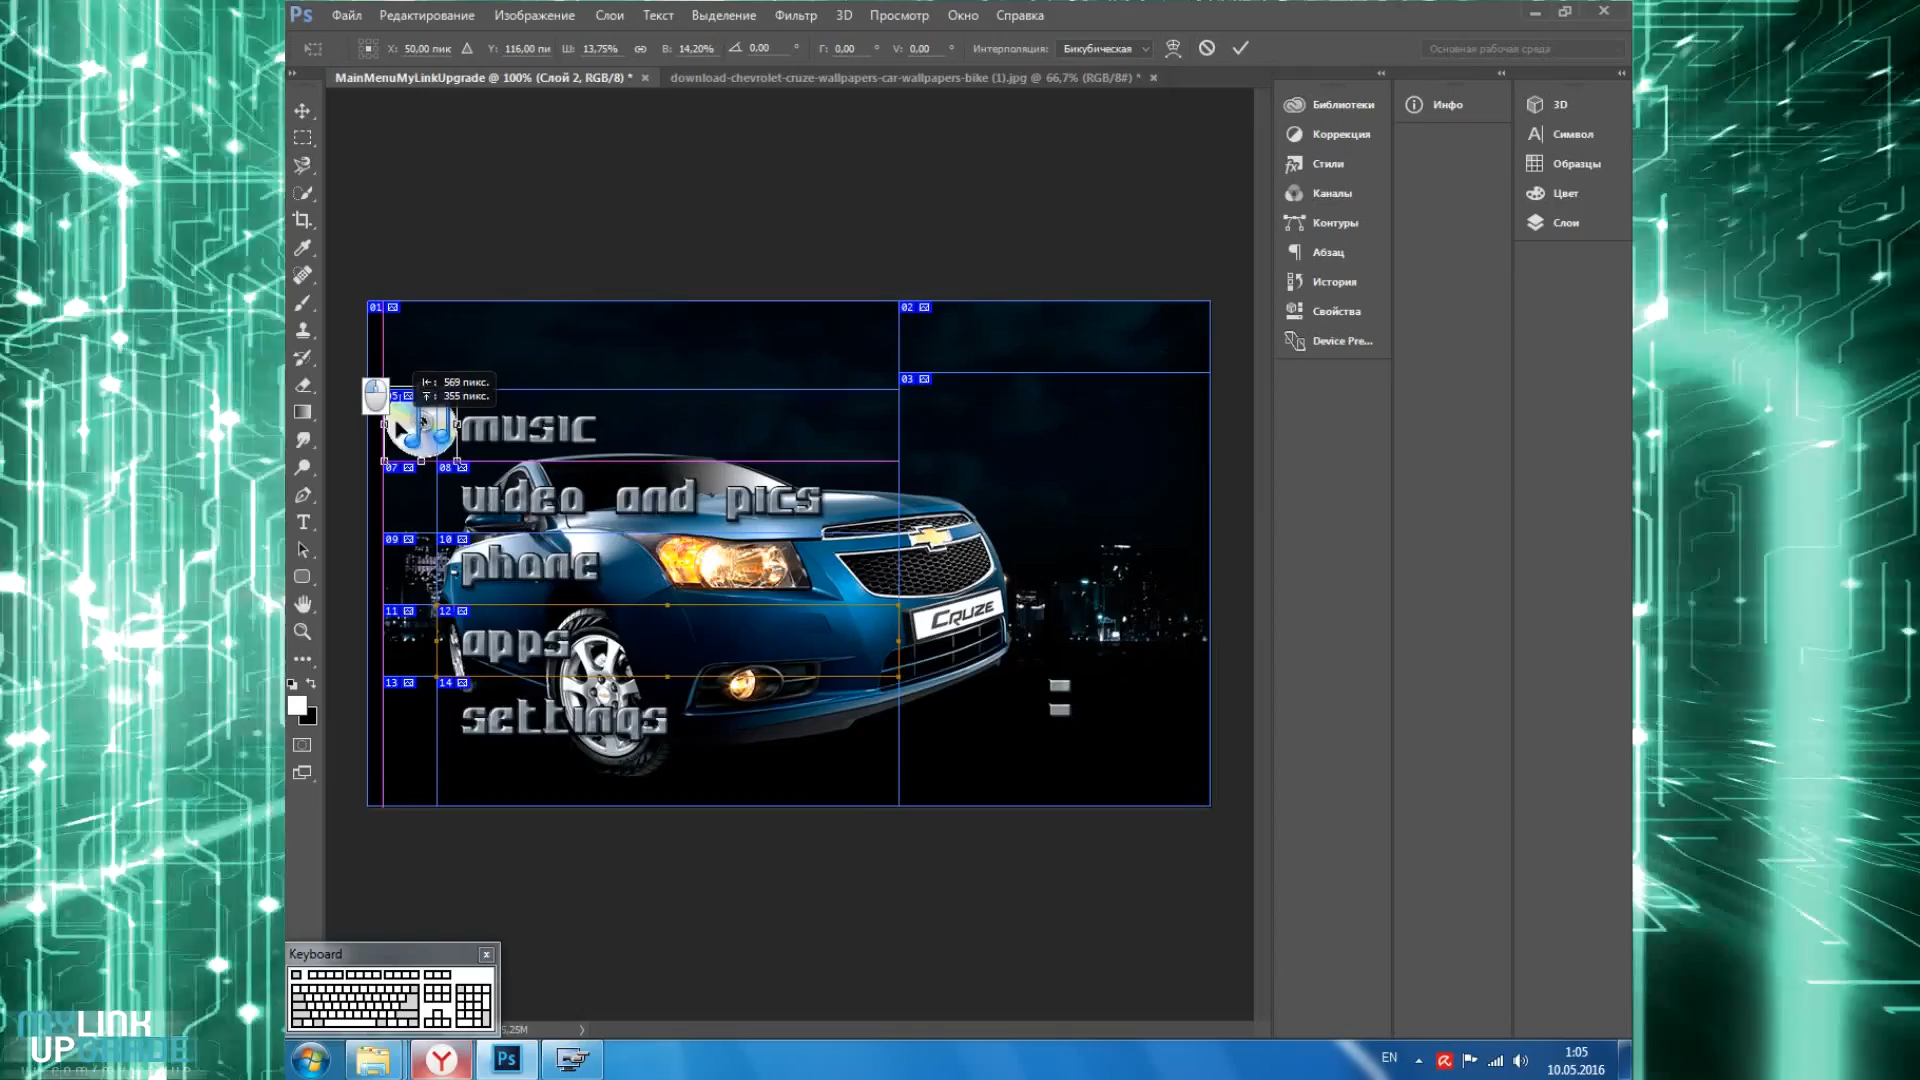 Ps Файл Редактирование Изображение Слои Текст Выделение Фильтр 3D Просмотр Окно Справка
X: 50,00 пик Y: 116,00 пи Ш: 13,75% В: 14,20% 0,00 ° Г: 0,00 ° V: 0,00 ° Интерполяция: Бикубическая Основная рабочая среда
MainMenuMyLinkUpgrade @ 100% (Слой 2, RGB/8) * x download-chevrolet-cruze-wallpapers-car-wallpapers-bike (1).jpg @ 66,7% (RGB/8#) * x
Библиотеки
Коррекция
Стили
Каналы
Контуры
Абзац
История
Свойства
Device Pre...
Инфо
3D
Символ
Образцы
Цвет
Слои
01
02
03
569 пикс.
355 пикс.
05
music
07 08
video and pics
09 10
phone
CRUZE
11 12
apps
13 14
settings
Keyboard x
5,25M
MYLINK
UPGRADE
EN
1:05
10.05.2016